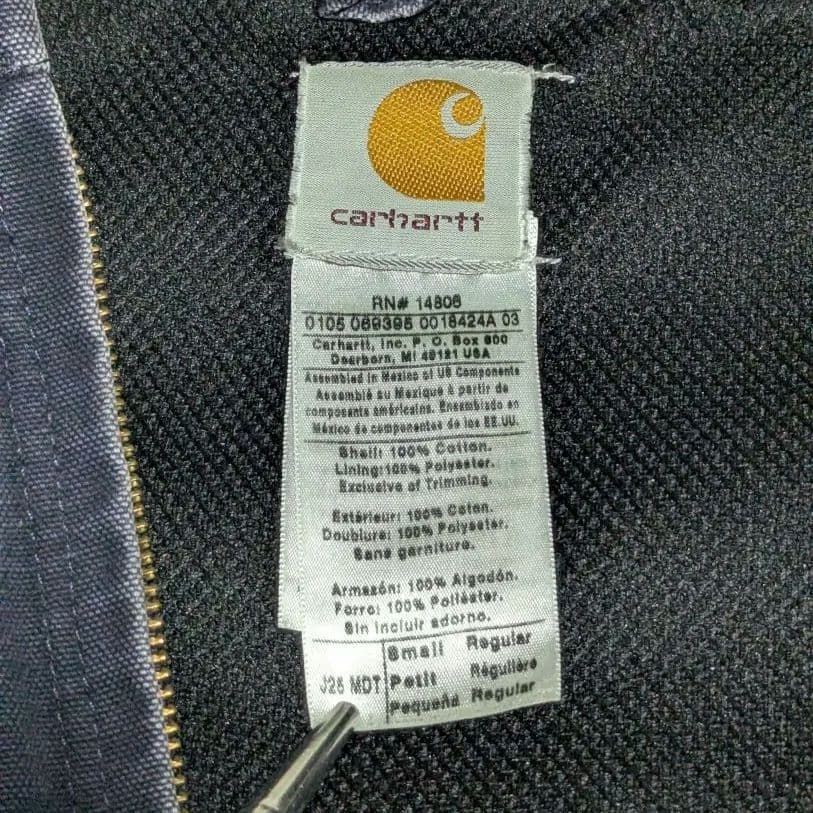 carhartt
RN# 14806
0105 069395 0018424A 03
Carhartt, Inc. P. O. Box 600
Dearborn, MI 48121 USA
Assembled in Mexico of US Components
Assemblé au Mexique à partir de
composants américains. Ensamblado en
México de componentes de los EE.UU.
Shell: 100% Cotton.
Lining:100% Polyester.
Exclusive of Trimming.
Extérieur: 100% Coton.
Doublure: 100% Polyester.
Sans garniture.
Armazón: 100% Algodón.
Forro: 100% Poliéster.
Sin incluir adorno.
Small Regular
J26 MDT Petit Régulière
Pequeña Regular